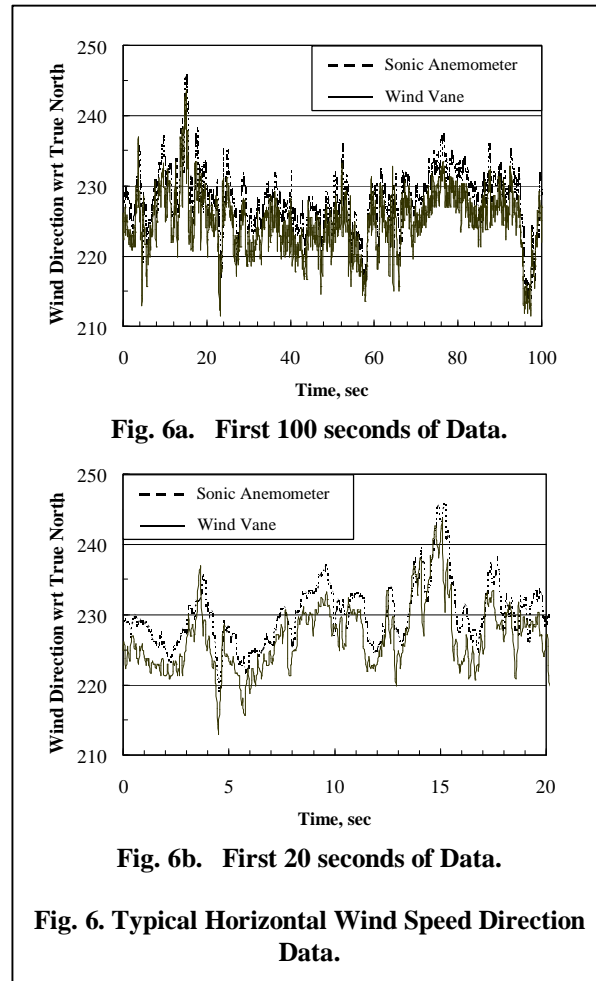 250
240
230
220
210
Wind Direction wrt True North
Sonic Anemometer
Wind Vane
0 20 40 60 80 100
Time, sec
Fig. 6a. First 100 seconds of Data.
250
240
230
220
210
Wind Direction wrt True North
Sonic Anemometer
Wind Vane
0 5 10 15 20
Time, sec
Fig. 6b. First 20 seconds of Data.
Fig. 6. Typical Horizontal Wind Speed Direction
Data.